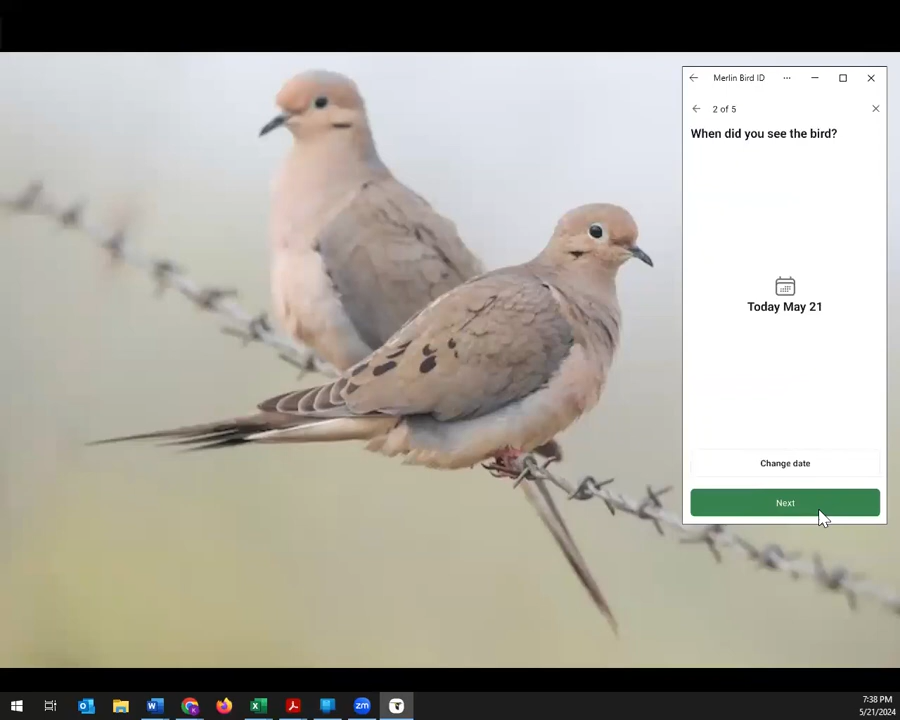 Merlin Bird ID
2 of 5
When did you see the bird?
Today May 21
Change date
Next
7:38 PM
5/21/2024